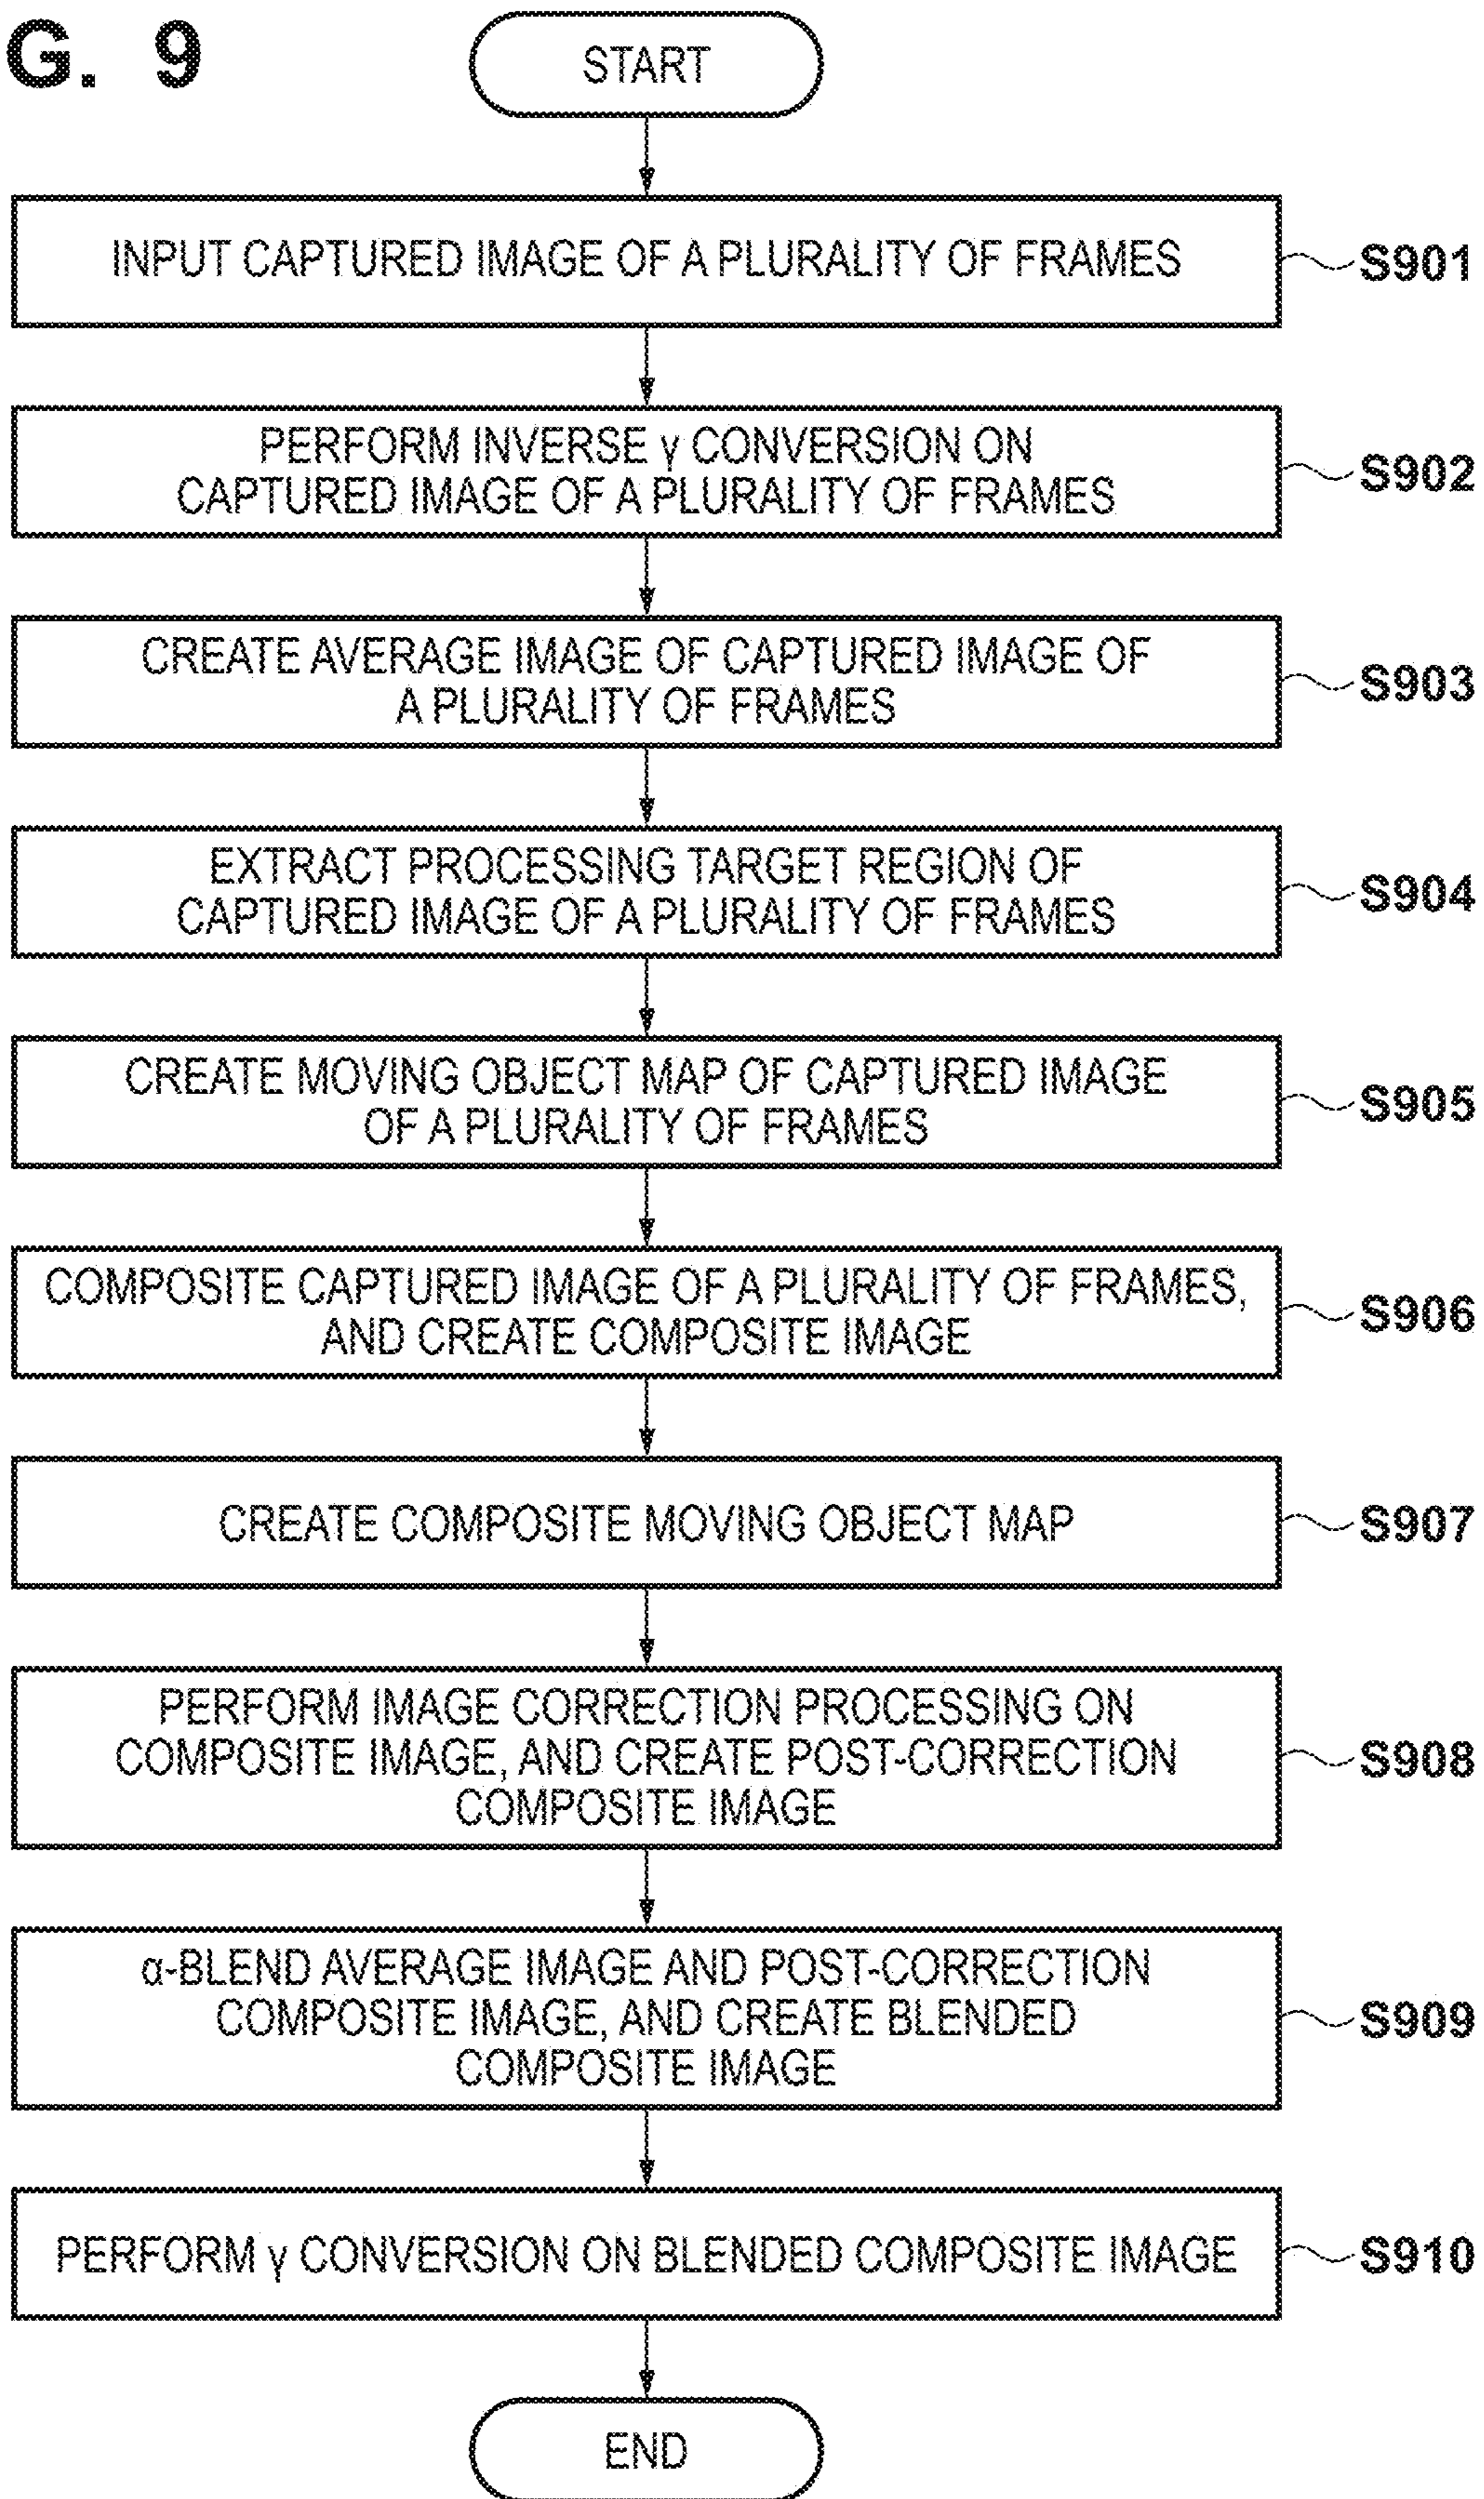 G. 9
START
INPUT CAPTURED IMAGE OF A PLURALITY OF FRAMES
S901
PERFORM INVERSE γ CONVERSION ON
CAPTURED IMAGE OF A PLURALITY OF FRAMES
S902
CREATE AVERAGE IMAGE OF CAPTURED IMAGE OF
A PLURALITY OF FRAMES
S903
EXTRACT PROCESSING TARGET REGION OF
CAPTURED IMAGE OF A PLURALITY OF FRAMES
S904
CREATE MOVING OBJECT MAP OF CAPTURED IMAGE
OF A PLURALITY OF FRAMES
S905
COMPOSITE CAPTURED IMAGE OF A PLURALITY OF FRAMES,
AND CREATE COMPOSITE IMAGE
S906
CREATE COMPOSITE MOVING OBJECT MAP
S907
PERFORM IMAGE CORRECTION PROCESSING ON
COMPOSITE IMAGE, AND CREATE POST-CORRECTION
COMPOSITE IMAGE
S908
α-BLEND AVERAGE IMAGE AND POST-CORRECTION
COMPOSITE IMAGE, AND CREATE BLENDED
COMPOSITE IMAGE
S909
PERFORM γ CONVERSION ON BLENDED COMPOSITE IMAGE
S910
END